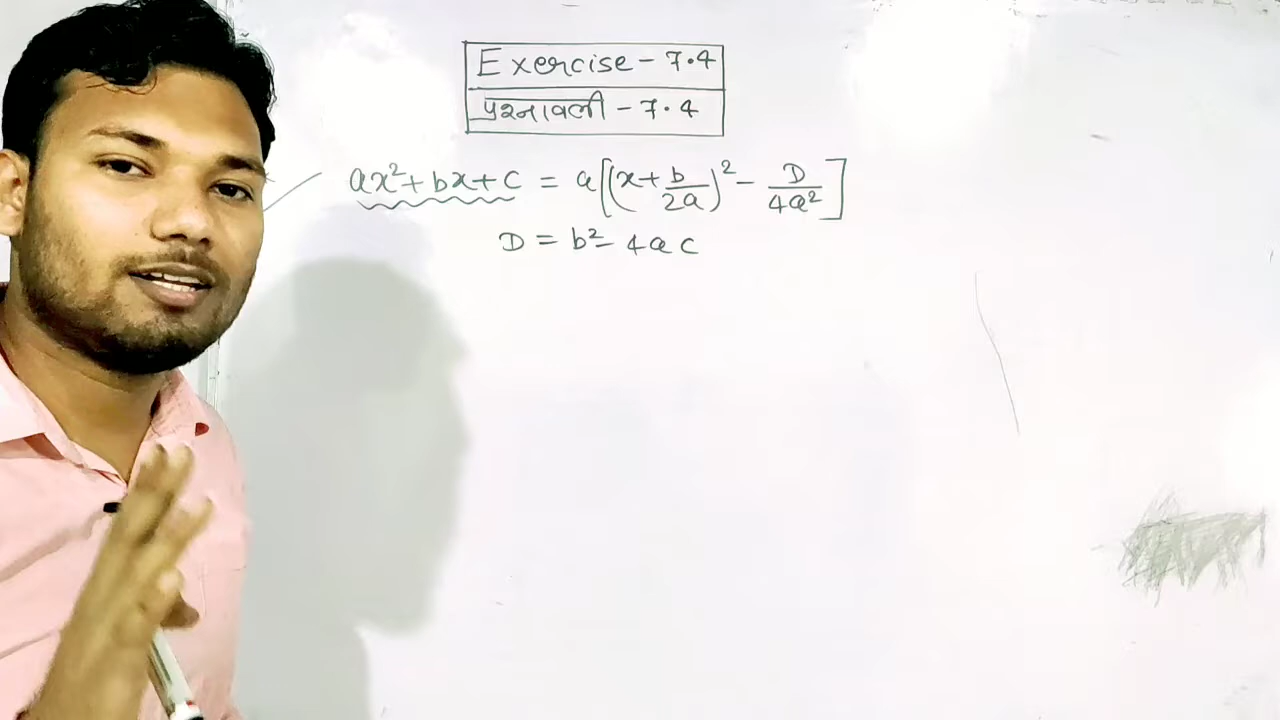 Exercise - 7.4
प्रश्नावली - 7.4
ax² + bx + c = a[(x + b/2a)² - D/4a²]
D = b² - 4ac